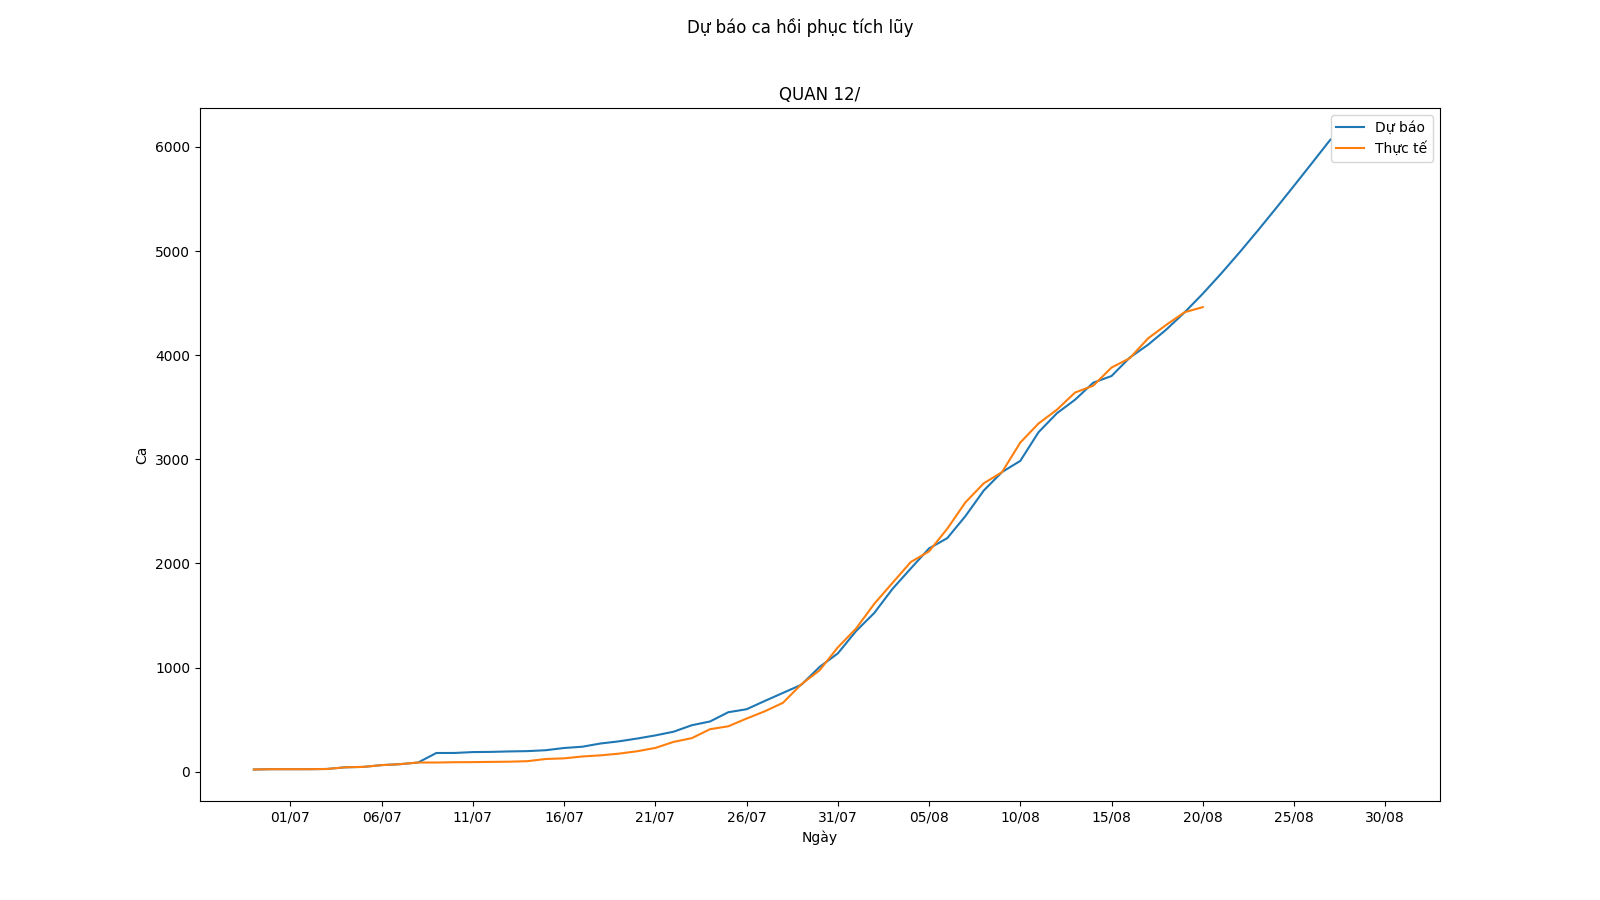 Dự báo ca hồi phục tích lũy
QUAN 12/
Dự báo
Thực tế
6000
5000
4000
3000
2000
1000
0
Ca
01/07 06/07 11/07 16/07 21/07 26/07 31/07 05/08 10/08 15/08 20/08 25/08 30/08
Ngày